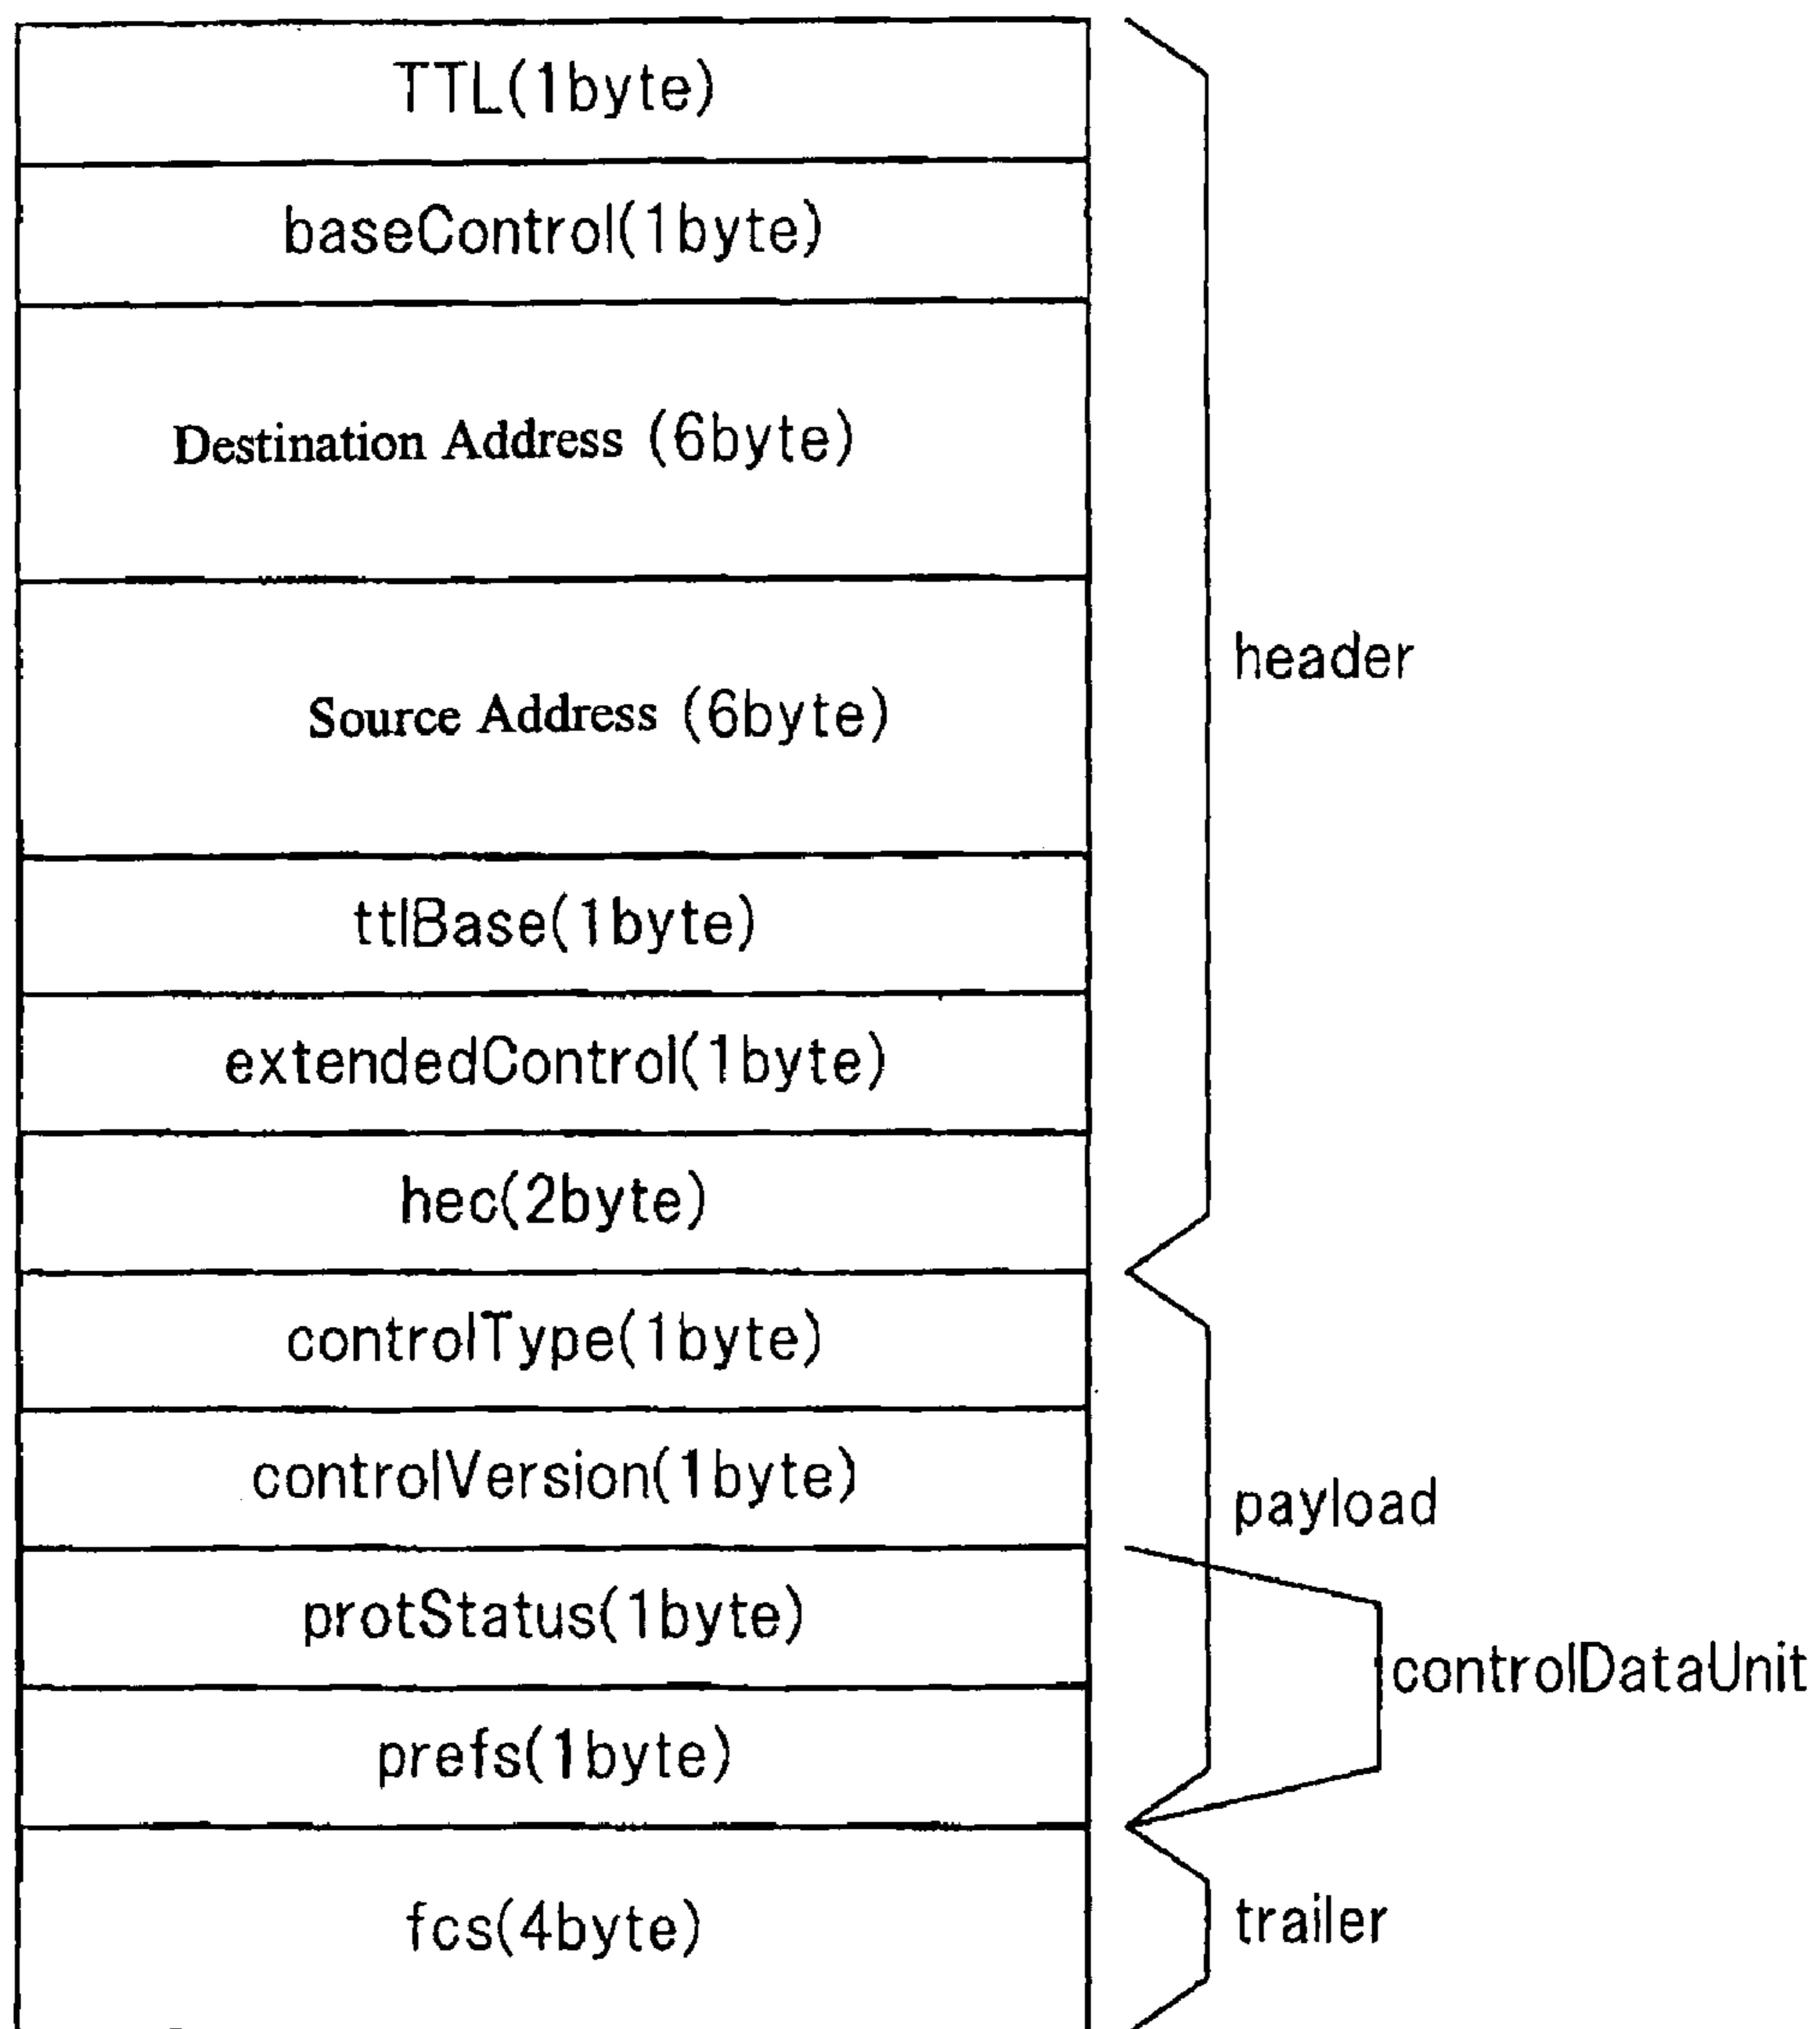 TTL(1byte)
baseControl(1byte)
Destination Address (6byte)
Source Address (6byte)
header
ttlBase(1byte)
extendedControl(1byte)
hec(2byte)
controlType(1byte)
controlVersion(1byte)
payload
protStatus(1byte)
controlDataUnit
prefs(1byte)
fcs(4byte)
trailer